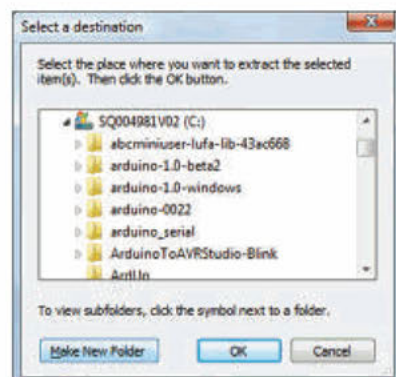 Select a destination
Select the place where you want to extract the selected
item(s). Then click the OK button.
SQ004981V02 (C:)
abcminiuser-lufa-lib-43ac668
arduino-1.0-beta2
arduino-1.0-windows
arduino-0022
arduino_serial
ArduinoToAVRStudio-Blink
To view subfolders, click the symbol next to a folder.
Make New Folder OK Cancel